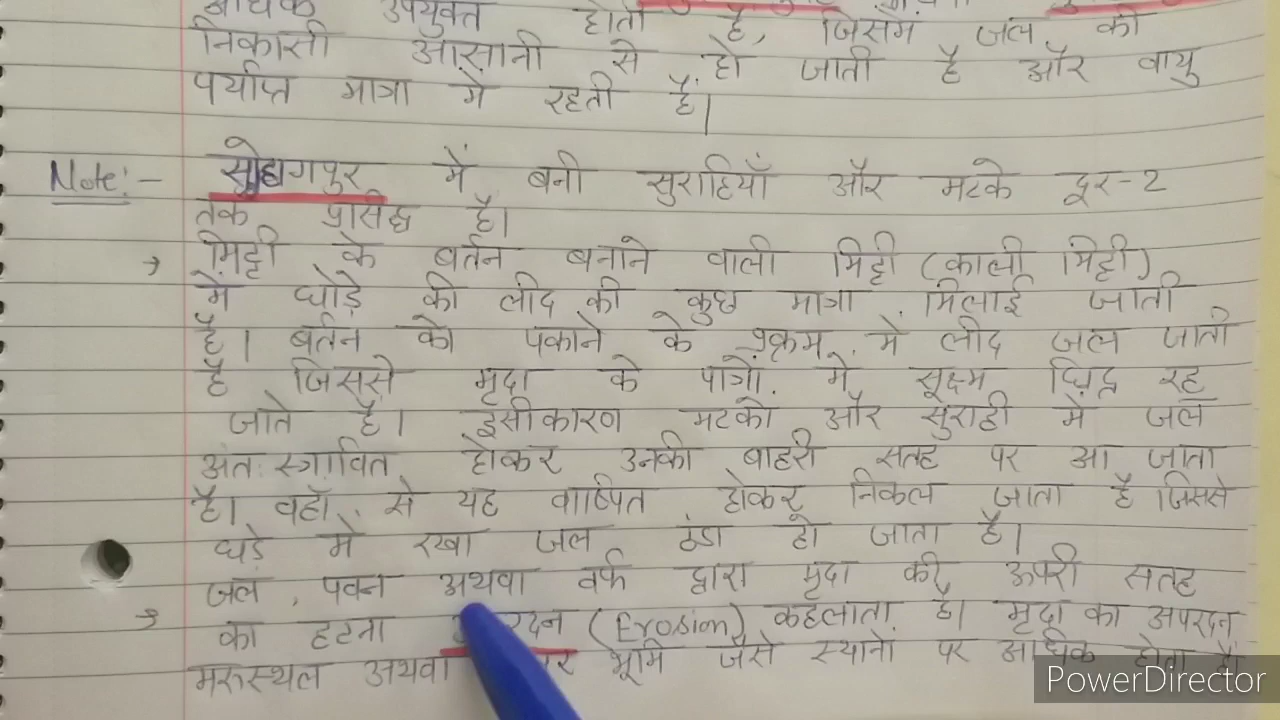 उपयुक्त होती है, जिसमें जल की
निकासी आसानी से हो जाती है और वायु
पर्याप्त मात्रा में रहती हैं।
Note:- सोहागपुर में बनी सुराहियाँ और मटके दूर-2
तक प्रसिद्ध है।
→ मिट्टी के बर्तन बनाने वाली मिट्टी (काली मिट्टी)
में घोड़े की लीद की कुछ मात्रा मिलाई जाती
है। बर्तन को पकाने के प्रक्रम में लीद जल जाती
है जिससे मृदा के पात्रों में सूक्ष्म छिद्र रह
जाते है। इसीकारण मटको और सुराही में जल
अंतः स्त्रावित होकर उनकी बाहरी सतह पर आ जाता
है। वहाँ से यह वाष्पित होकर निकल जाता है जिससे
घड़े मे रखा जल ठंडा हो जाता है।
→ जल, पवन अथवा वर्फ द्वारा मृदा की ऊपरी सतह
का हटना (Erosion) कहलाता है। मृदा का अपरदन
मरुस्थल अथवा भूमि जैसे स्थानों पर अधिक होता है
PowerDirector